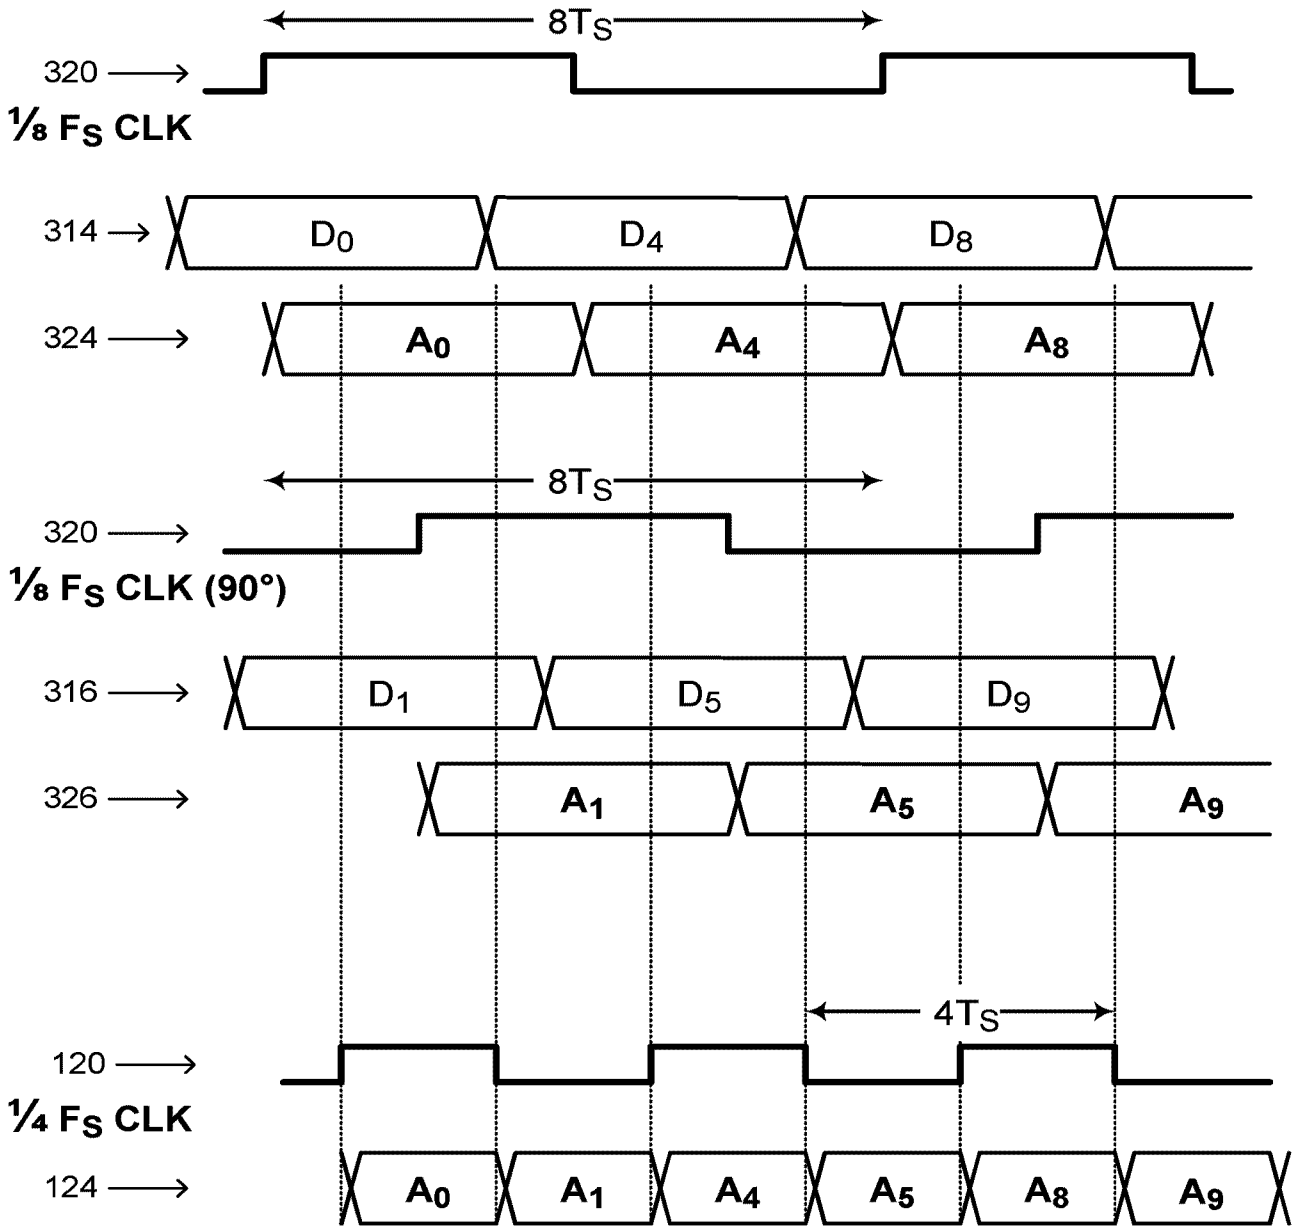 8TS
320
⅛ FS CLK
314 D0 D4 D8
324 A0 A4 A8
8TS
320
⅛ FS CLK (90°)
316 D1 D5 D9
326 A1 A5 A9
4TS
120
¼ FS CLK
124 A0 A1 A4 A5 A8 A9